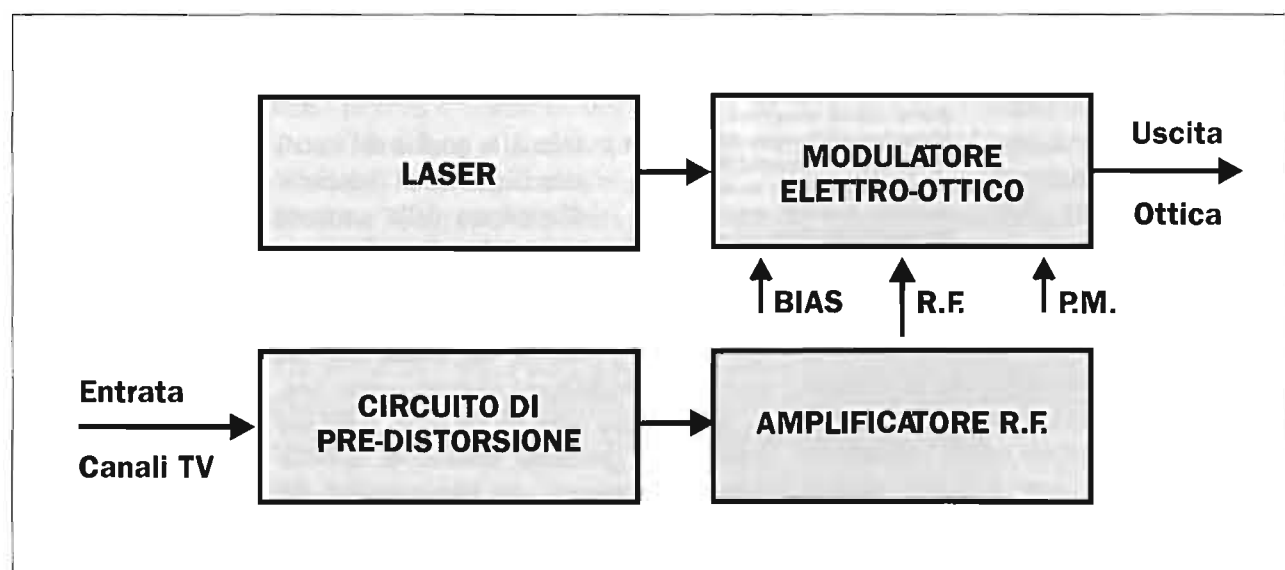 LASER
MODULATORE
ELETTRO-OTTICO
Uscita
Ottica
BIAS
R.F.
P.M.
Entrata
Canali TV
CIRCUITO DI
PRE-DISTORSIONE
AMPLIFICATORE R.F.